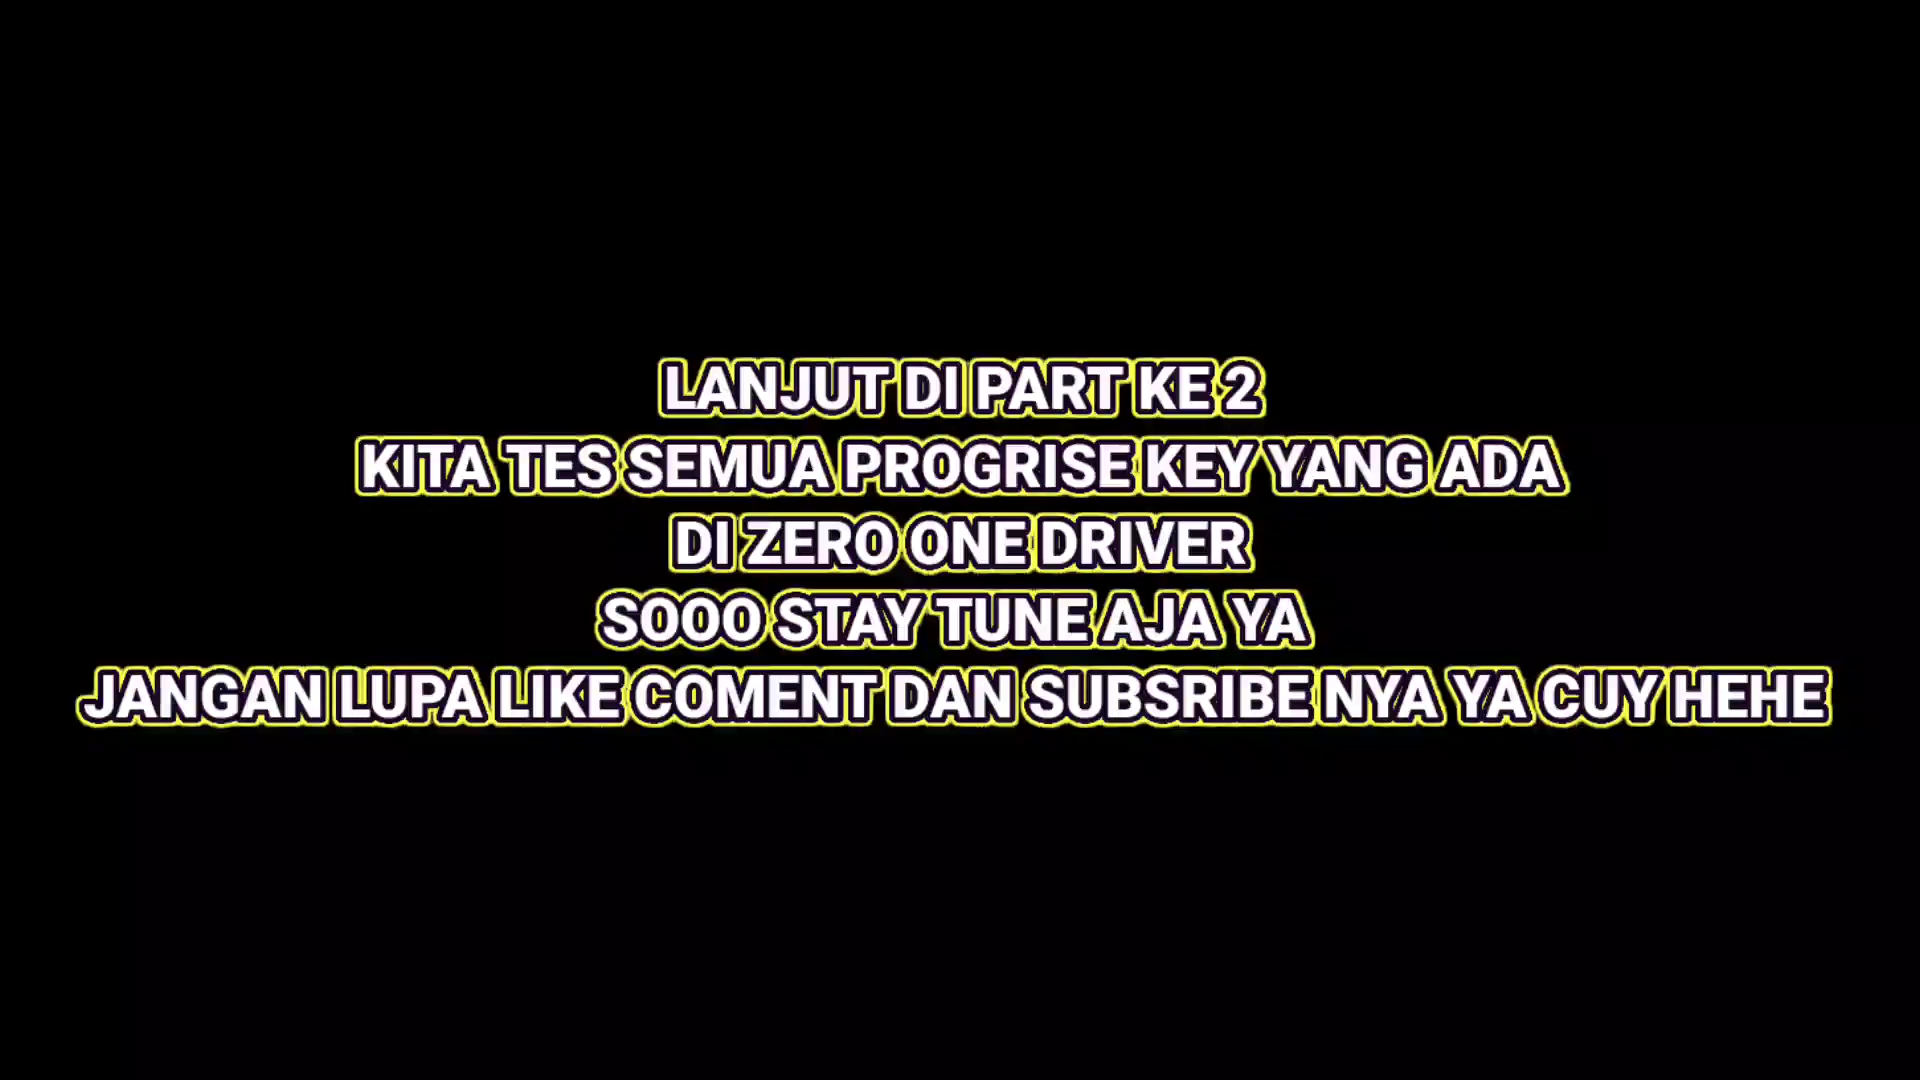 LANJUT DI PART KE 2
KITA TES SEMUA PROGRISE KEY YANG ADA
DI ZERO ONE DRIVER
SOOO STAY TUNE AJA YA
JANGAN LUPA LIKE COMENT DAN SUBSRIBE NYA YA CUY HEHE